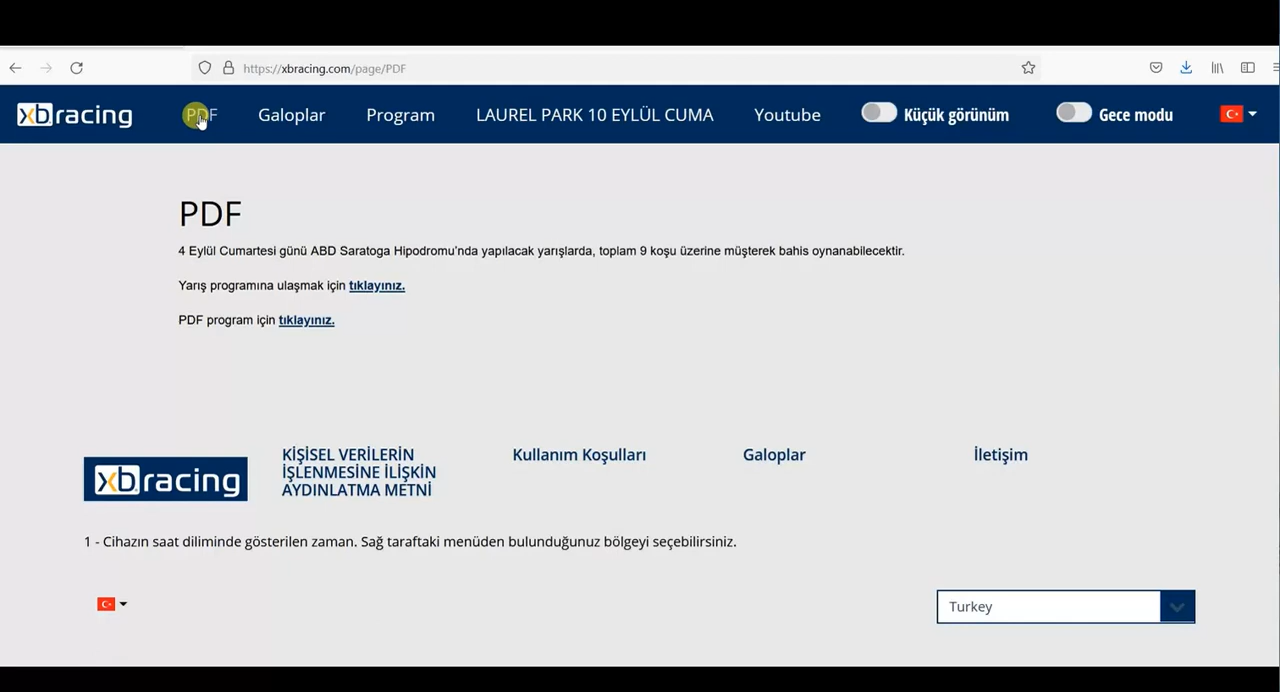 https://xbracing.com/page/PDF
xbracing PDF Galoplar Program LAUREL PARK 10 EYLÜL CUMA Youtube Küçük görünüm Gece modu
PDF
4 Eylül Cumartesi günü ABD Saratoga Hipodromu'nda yapılacak yarışlarda, toplam 9 koşu üzerine müşterek bahis oynanabilecektir.
Yarış programına ulaşmak için tıklayınız.
PDF program için tıklayınız.
xbracing
KİŞİSEL VERİLERİN
İŞLENMESİNE İLİŞKİN
AYDINLATMA METNİ
Kullanım Koşulları
Galoplar
İletişim
1 - Cihazın saat diliminde gösterilen zaman. Sağ taraftaki menüden bulunduğunuz bölgeyi seçebilirsiniz.
Turkey